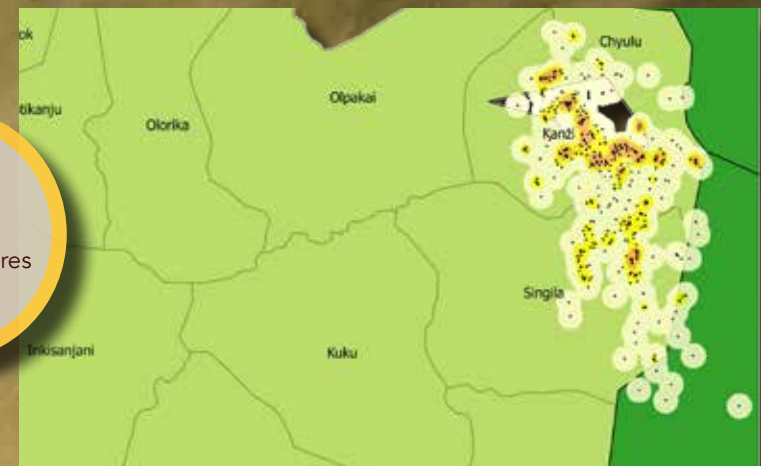 ok
Chyulu
Olpakai
tikanju
Olorika
Kanzi
res
Singila
Inkisanjani
Kuku